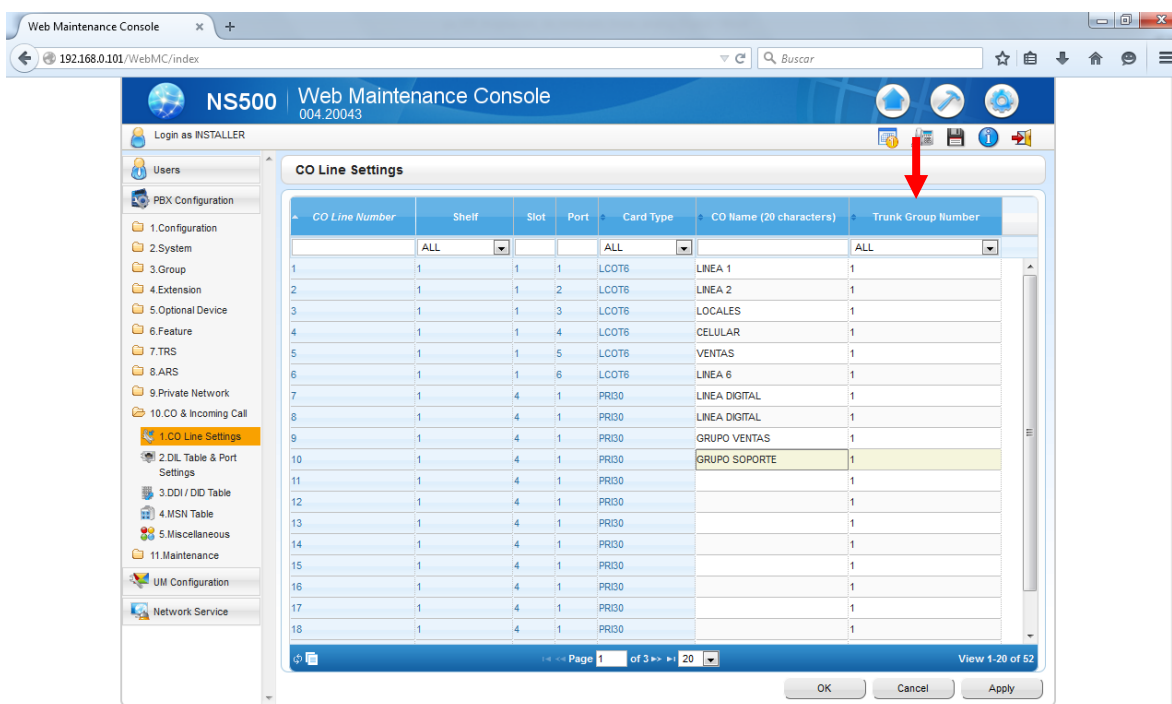 Web Maintenance Console
192.168.0.101/WebMC/index
Buscar
NS500 Web Maintenance Console
004.20043
Login as INSTALLER
Users
PBX Configuration
1.Configuration
2.System
3.Group
4.Extension
5.Optional Device
6.Feature
7.TRS
8.ARS
9.Private Network
10.CO & Incoming Call
1.CO Line Settings
2.DIL Table & Port
Settings
3.DDI / DID Table
4.MSN Table
5.Miscellaneous
11.Maintenance
UM Configuration
Network Service
CO Line Settings
CO Line Number Shelf Slot Port Card Type CO Name (20 characters) Trunk Group Number
ALL ALL ALL
1 1 1 1 LCOT6 LINEA 1 1
2 1 1 2 LCOT6 LINEA 2 1
3 1 1 3 LCOT6 LOCALES 1
4 1 1 4 LCOT6 CELULAR 1
5 1 1 5 LCOT6 VENTAS 1
6 1 1 6 LCOT6 LINEA 6 1
7 1 4 1 PRI30 LINEA DIGITAL 1
8 1 4 1 PRI30 LINEA DIGITAL 1
9 1 4 1 PRI30 GRUPO VENTAS 1
10 1 4 1 PRI30 GRUPO SOPORTE 1
11 1 4 1 PRI30 1
12 1 4 1 PRI30 1
13 1 4 1 PRI30 1
14 1 4 1 PRI30 1
15 1 4 1 PRI30 1
16 1 4 1 PRI30 1
17 1 4 1 PRI30 1
18 1 4 1 PRI30 1
Page 1 of 3 20 View 1-20 of 52
OK Cancel Apply